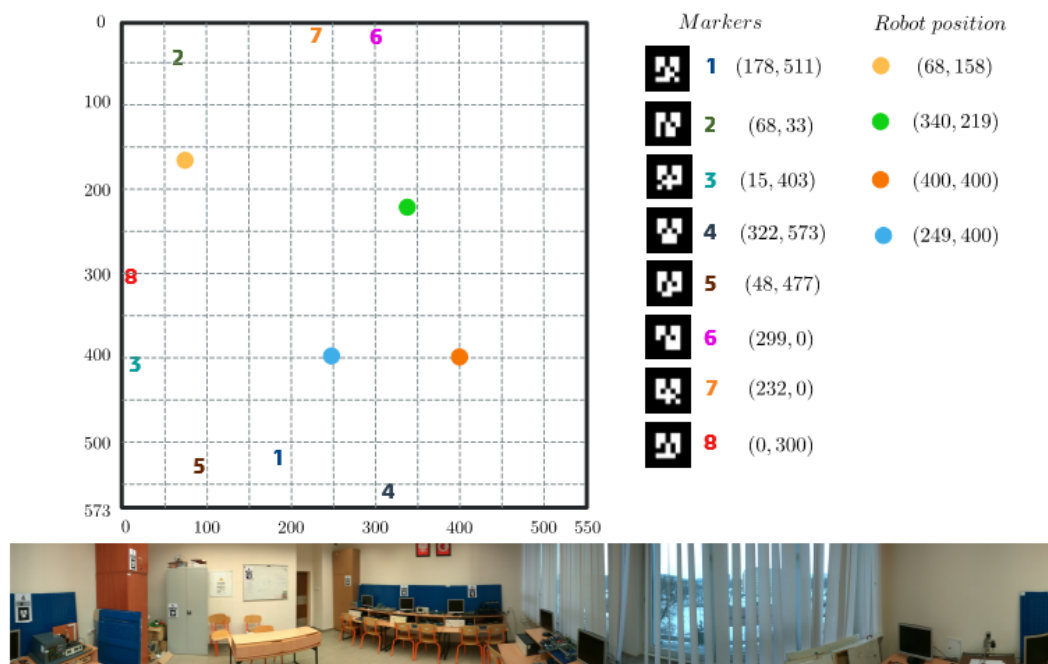 0
100
200
300
400
500
573
0 100 200 300 400 500 550
7 6
2
8
3
5 1
4
Markers Robot position
1 (178, 511) (68, 158)
2 (68, 33) (340, 219)
3 (15, 403) (400, 400)
4 (322, 573) (249, 400)
5 (48, 477)
6 (299, 0)
7 (232, 0)
8 (0, 300)